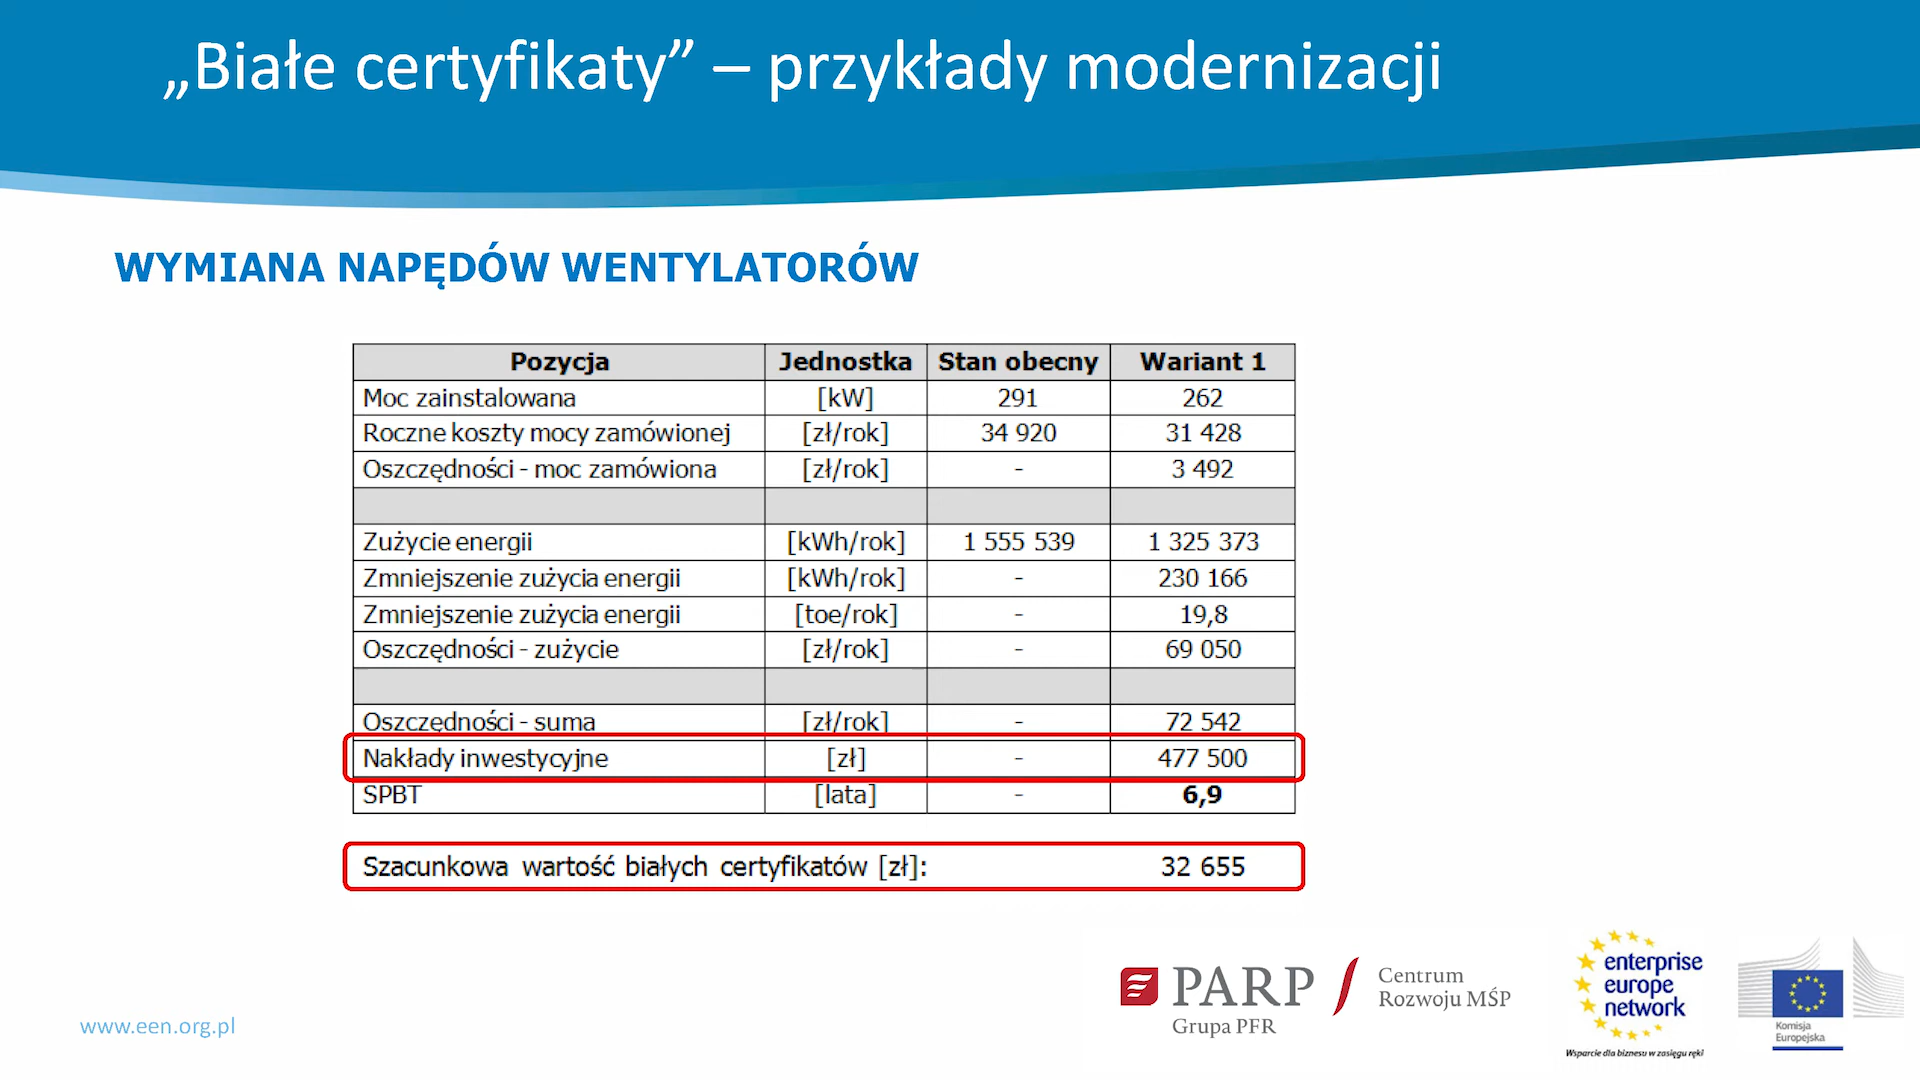 „Białe certyfikaty” – przykłady modernizacji
WYMIANA NAPĘDÓW WENTYLATORÓW
Pozycja Jednostka Stan obecny Wariant 1
Moc zainstalowana [kW] 291 262
Roczne koszty mocy zamówionej [zł/rok] 34 920 31 428
Oszczędności - moc zamówiona [zł/rok] - 3 492
Zużycie energii [kWh/rok] 1 555 539 1 325 373
Zmniejszenie zużycia energii [kWh/rok] - 230 166
Zmniejszenie zużycia energii [toe/rok] - 19,8
Oszczędności - zużycie [zł/rok] - 69 050
Oszczędności - suma [zł/rok] - 72 542
Nakłady inwestycyjne [zł] - 477 500
SPBT [lata] - 6,9
Szacunkowa wartość białych certyfikatów [zł]: 32 655
www.een.org.pl
PARP
Grupa PFR
Centrum
Rozwoju MŚP
enterprise
europe
network
Wsparcie dla biznesu w zasięgu ręki
Komisja
Europejska